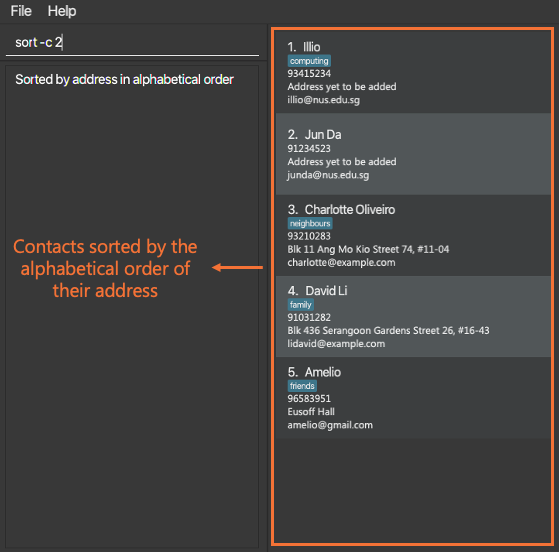 File Help
sort -c 2
Sorted by address in alphabetical order
Contacts sorted by the
alphabetical order of
their address
1. Illio
computing
93415234
Address yet to be added
illio@nus.edu.sg
2. Jun Da
91234523
Address yet to be added
junda@nus.edu.sg
3. Charlotte Oliveiro
neighbours
93210283
Blk 11 Ang Mo Kio Street 74, #11-04
charlotte@example.com
4. David Li
family
91031282
Blk 436 Serangoon Gardens Street 26, #16-43
lidavid@example.com
5. Amelio
friends
96583951
Eusoff Hall
amelio@gmail.com